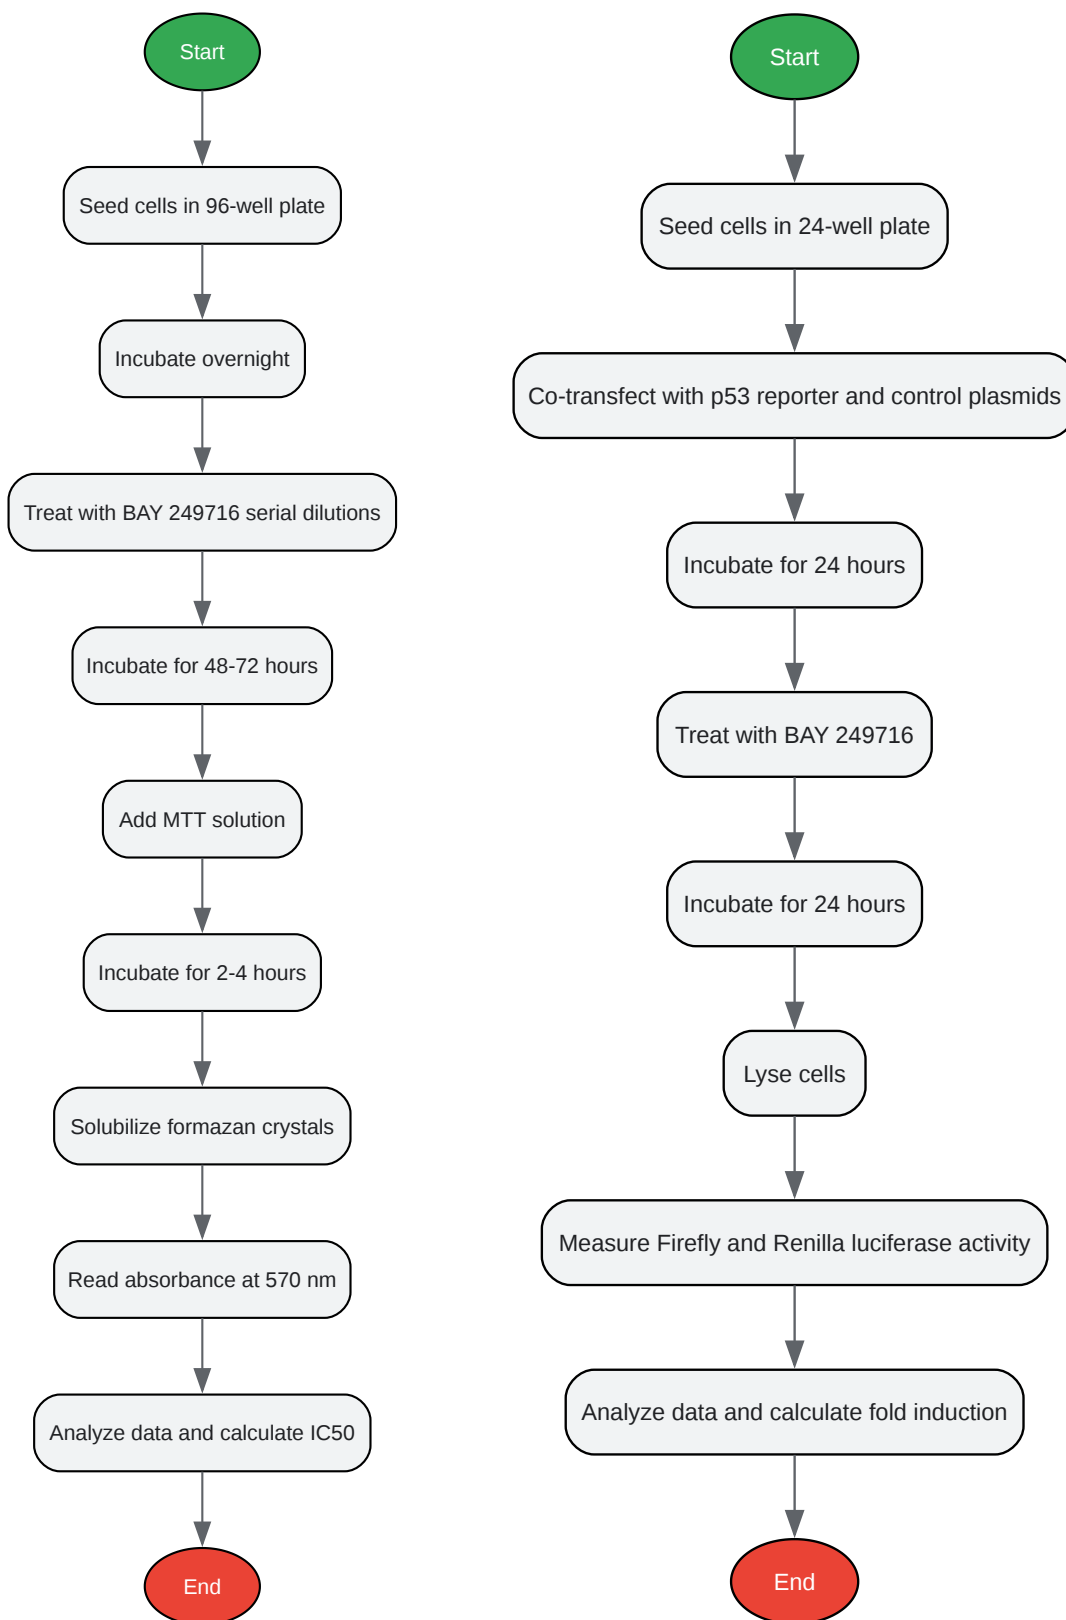 Start
Seed cells in 96-well plate
Incubate overnight
Treat with BAY 249716 serial dilutions
Incubate for 48-72 hours
Add MTT solution
Incubate for 2-4 hours
Solubilize formazan crystals
Read absorbance at 570 nm
Analyze data and calculate IC50
End
Start
Seed cells in 24-well plate
Co-transfect with p53 reporter and control plasmids
Incubate for 24 hours
Treat with BAY 249716
Incubate for 24 hours
Lyse cells
Measure Firefly and Renilla luciferase activity
Analyze data and calculate fold induction
End